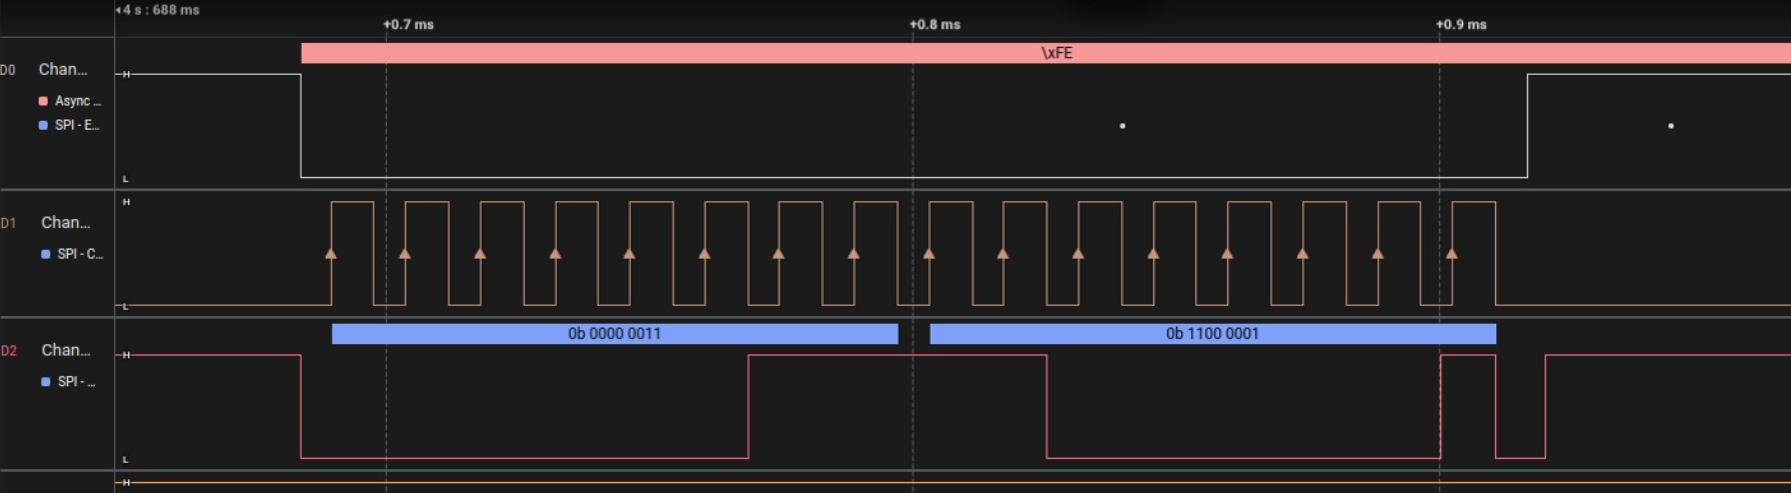 4 s : 688 ms
+0.7 ms
+0.8 ms
+0.9 ms
\xFE
D0 Chan...
H
Async ...
SPI - E...
L
D1 Chan...
H
SPI - C...
L
0b 0000 0011
0b 1100 0001
D2 Chan...
H
SPI - ...
L
H